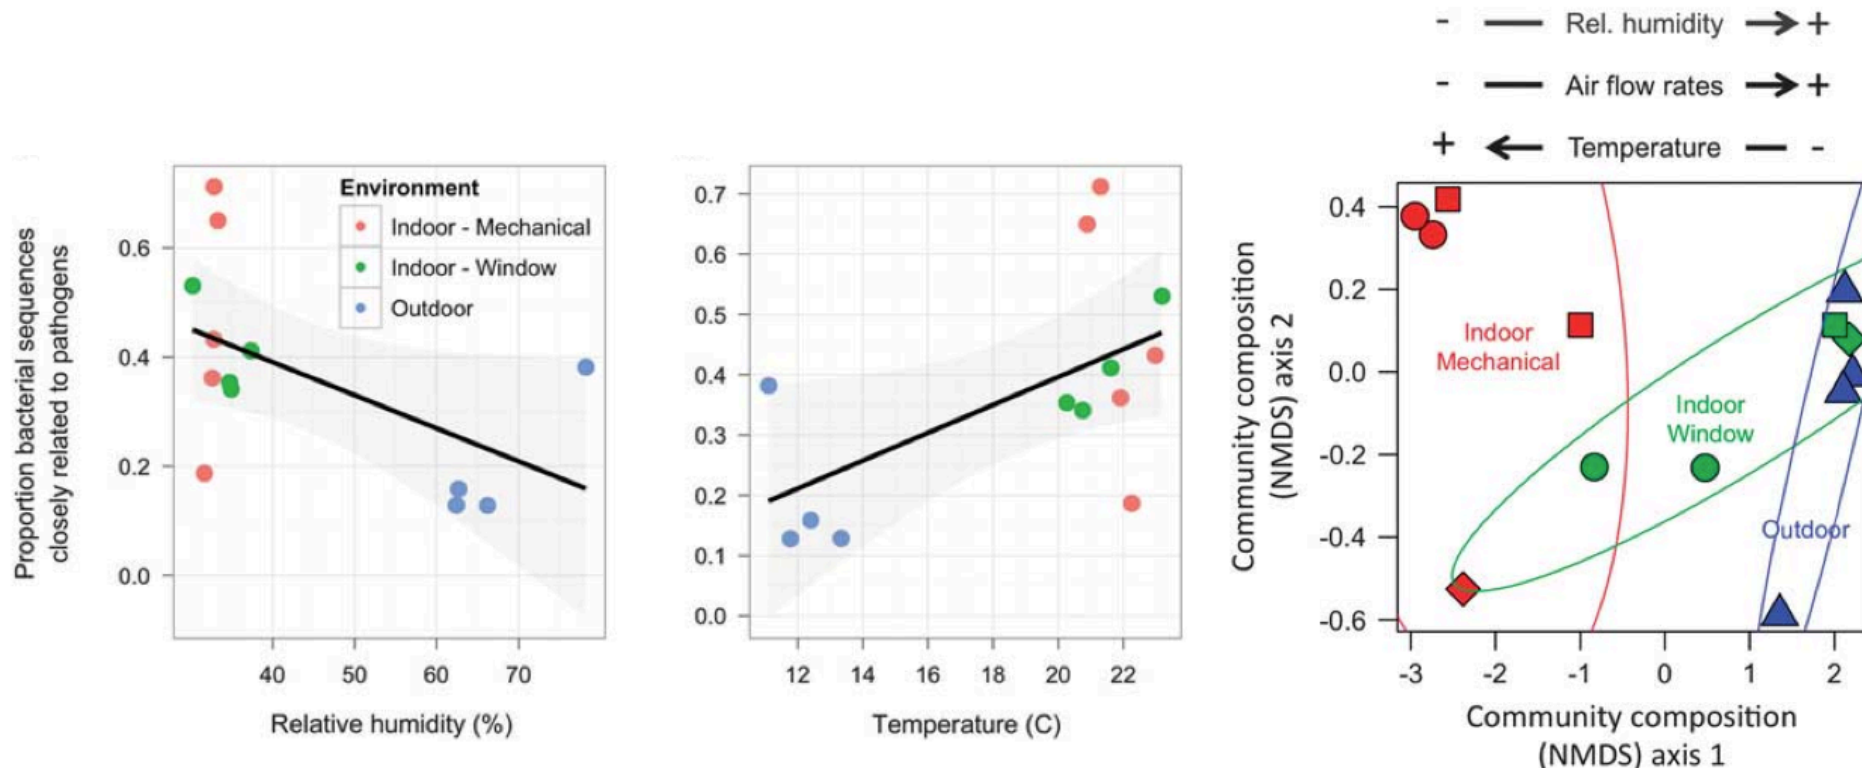 Proportion bacterial sequences
closely related to pathogens
0.6
0.4
0.2
0.0
Environment
Indoor - Mechanical
Indoor - Window
Outdoor
40 50 60 70
Relative humidity (%)
0.7
0.6
0.5
0.4
0.3
0.2
0.1
0.0
12 14 16 18 20 22
Temperature (C)
- Rel. humidity +
- Air flow rates +
+ Temperature -
Community composition
(NMDS) axis 2
0.4
0.2
0.0
-0.2
-0.4
-0.6
Indoor
Mechanical
Indoor
Window
Outdoor
-3 -2 -1 0 1 2
Community composition
(NMDS) axis 1